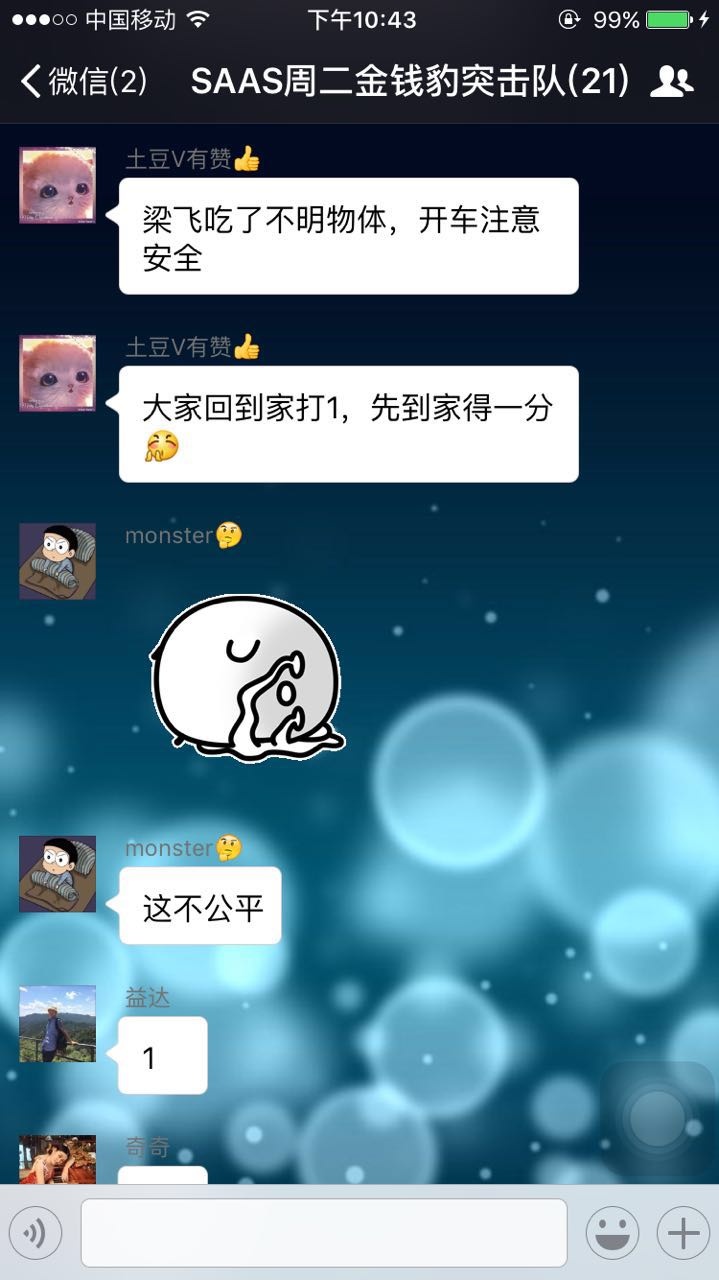 中国移动
下午10:43
99%
微信(2)
SAAS周二金钱豹突击队(21)
土豆V有赞👍
梁飞吃了不明物体，开车注意
安全
土豆V有赞👍
大家回到家打1，先到家得一分
monster🤔
monster🤔
这不公平
益达
1
奇奇